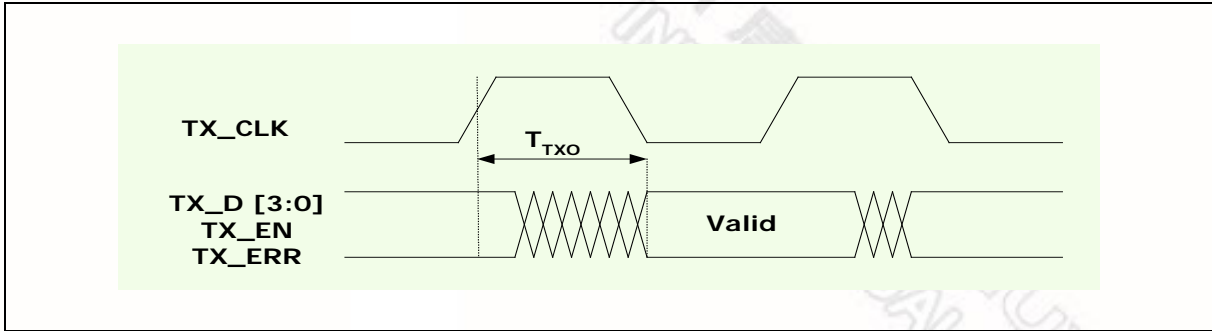 TX_CLK
T_TXO
TX_D [3:0]
TX_EN
TX_ERR
Valid